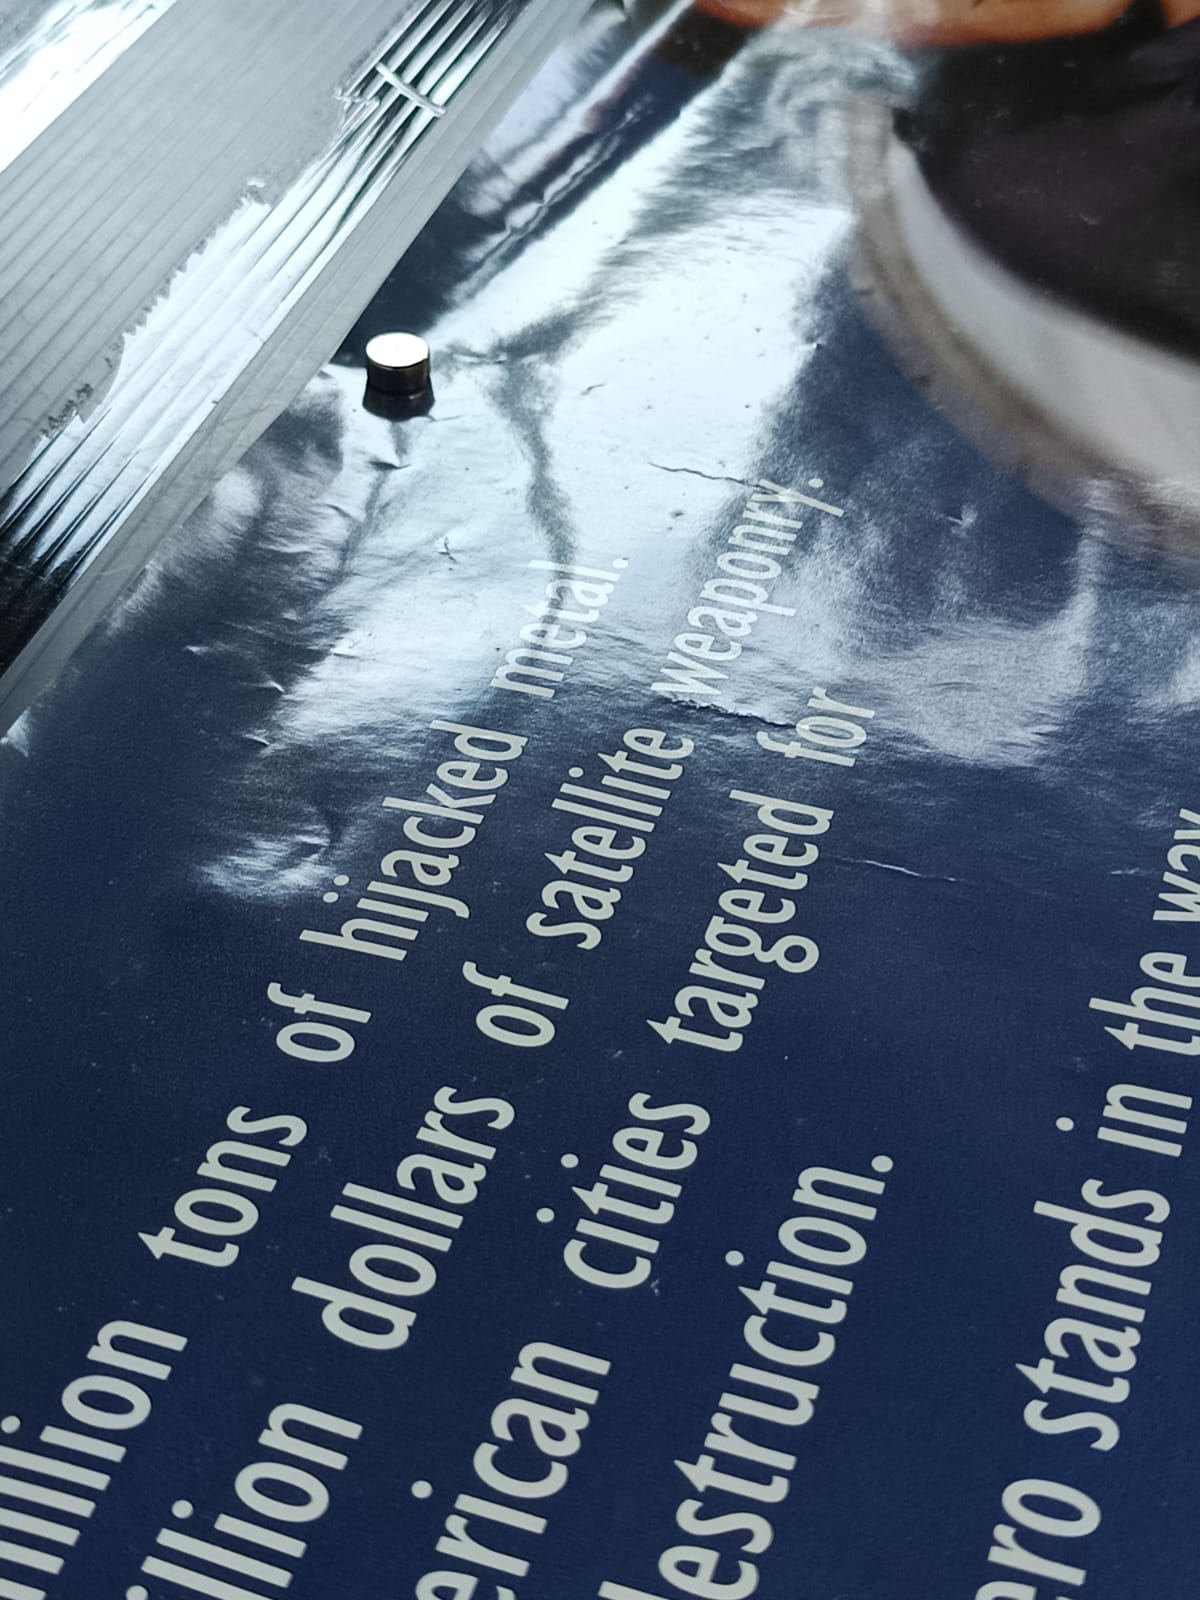 million tons of hijacked metal.
illion dollars of satellite weaponry.
erican cities targeted for
destruction.
ero stands in the way